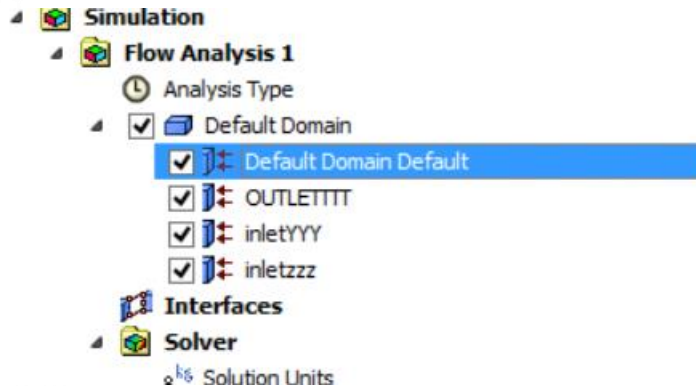 Simulation
Flow Analysis 1
Analysis Type
Default Domain
Default Domain Default
OUTLETTTT
inletYYY
inletzzz
Interfaces
Solver
Solution Units